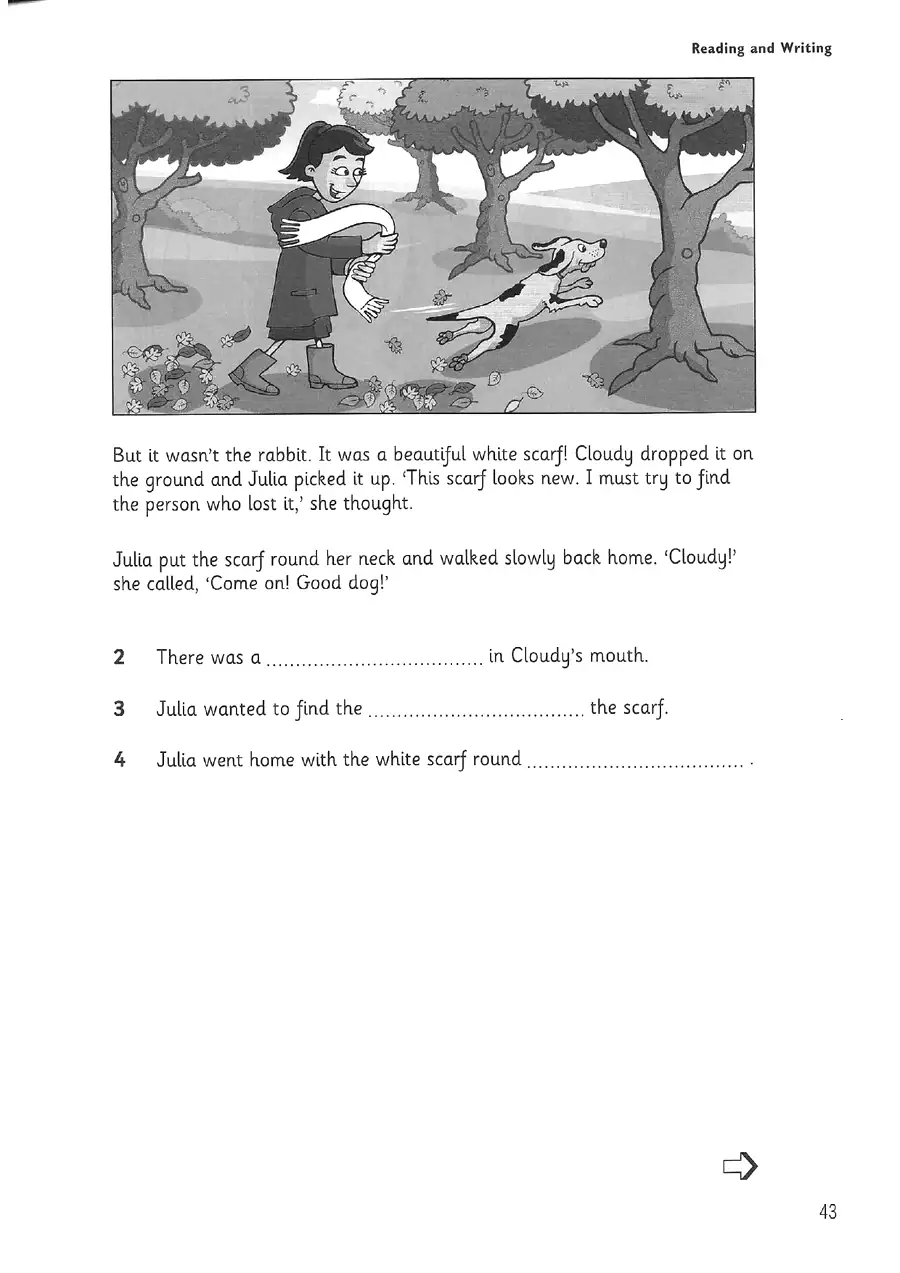 Reading and Writing
But it wasn't the rabbit. It was a beautiful white scarf! Cloudy dropped it on
the ground and Julia picked it up. ‘This scarf looks new. I must try to find
the person who lost it,’ she thought.
Julia put the scarf round her neck and walked slowly back home. ‘Cloudy!’
she called, ‘Come on! Good dog!’
2 There was a .................................... in Cloudy's mouth.
3 Julia wanted to find the .................................... the scarf.
4 Julia went home with the white scarf round .................................... .
43